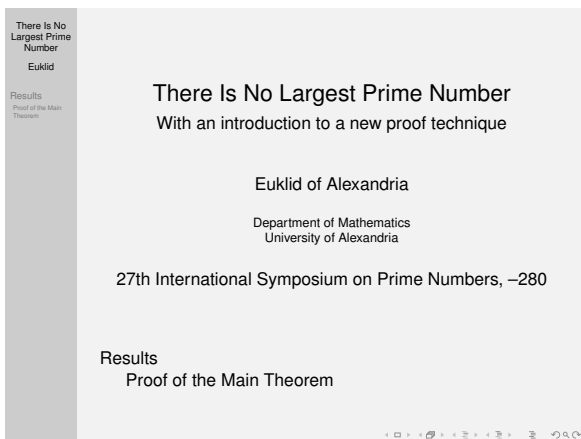 There Is No
Largest Prime
Number
Euklid
Results
Proof of the Main
Theorem
There Is No Largest Prime Number
With an introduction to a new proof technique
Euklid of Alexandria
Department of Mathematics
University of Alexandria
27th International Symposium on Prime Numbers, –280
Results
Proof of the Main Theorem